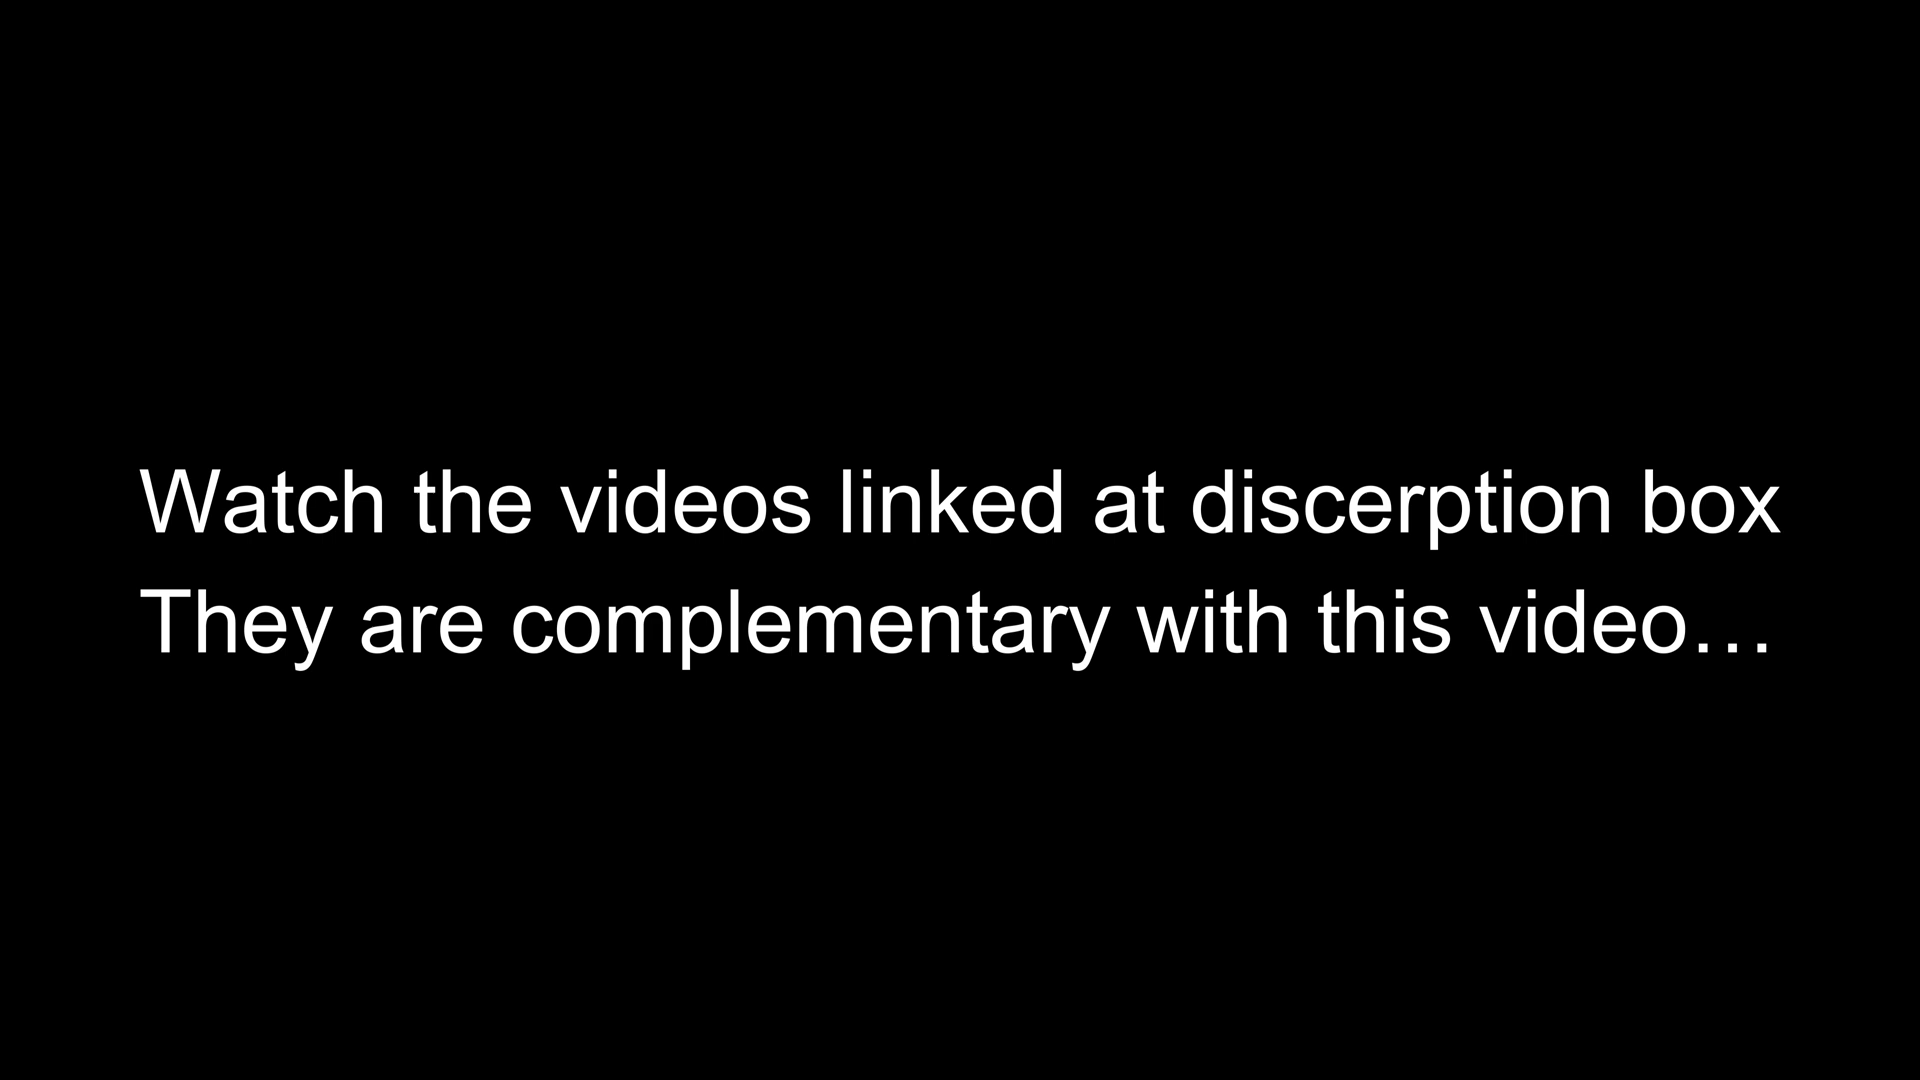 Watch the videos linked at discerption box
They are complementary with this video…